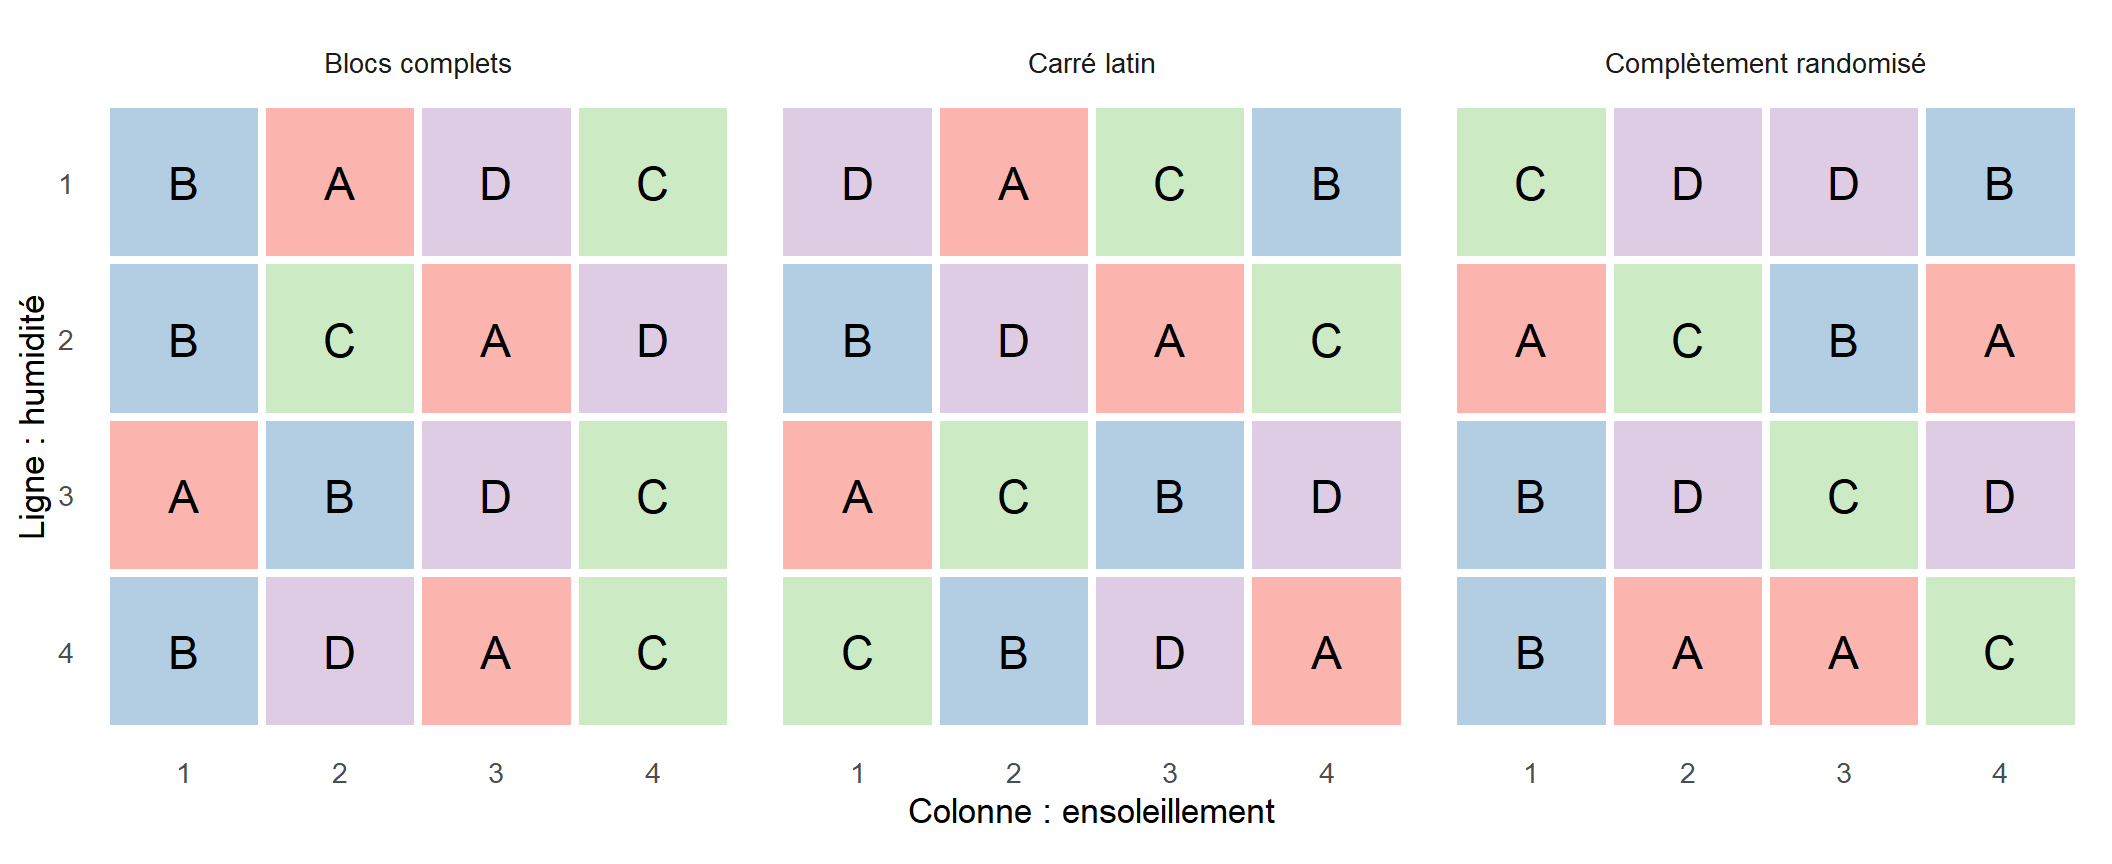 Blocs complets Carré latin Complètement randomisé
1 B A D C D A C B C D D B
2 B C A D B D A C A C B A
3 A B D C A C B D B D C D
4 B D A C C B D A B A A C
Ligne : humidité
1 2 3 4 1 2 3 4 1 2 3 4
Colonne : ensoleillement